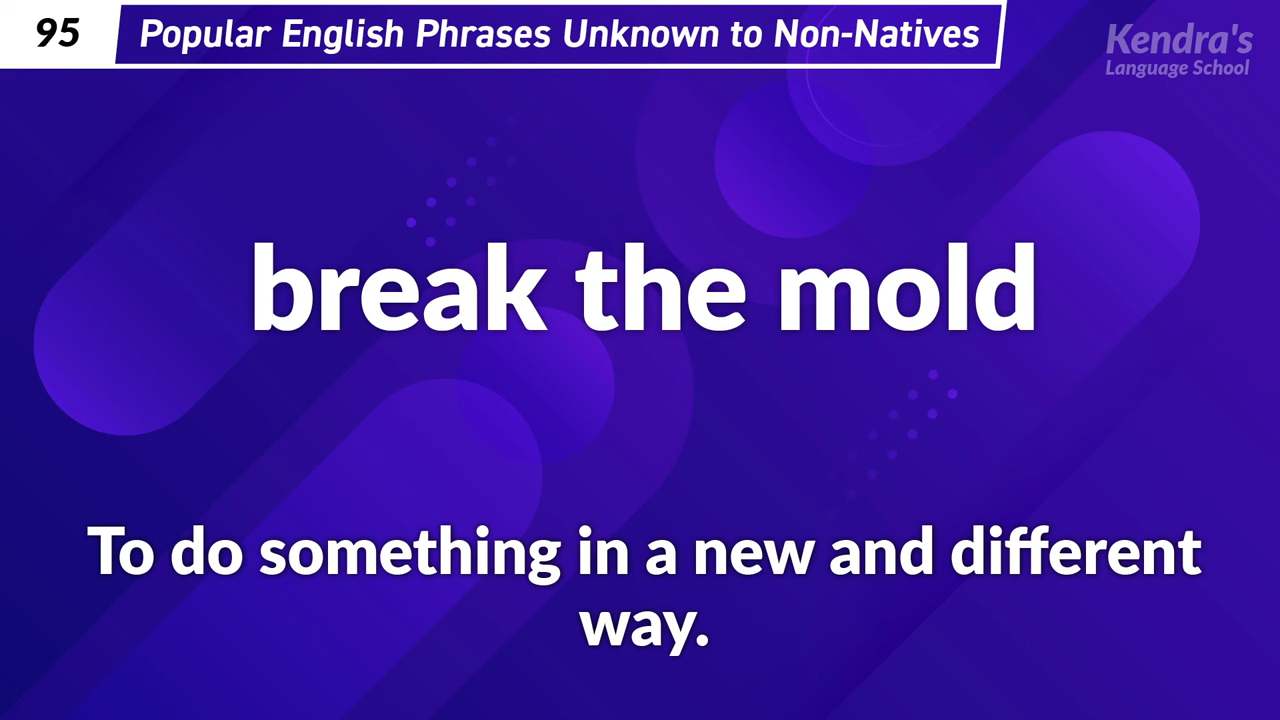 95
Popular English Phrases Unknown to Non-Natives
Kendra's
Language School
break the mold
To do something in a new and different
way.